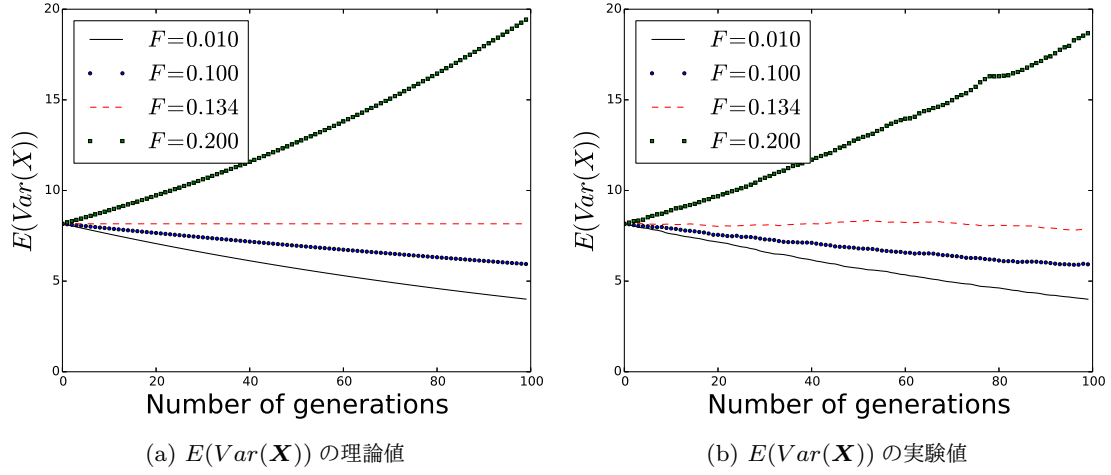 20
15
10
5
0
E(Var(X))
F=0.010
F=0.100
F=0.134
F=0.200
0 20 40 60 80 100
Number of generations
(a) E(Var(X)) の理論値
20
15
10
5
0
E(Var(X))
F=0.010
F=0.100
F=0.134
F=0.200
0 20 40 60 80 100
Number of generations
(b) E(Var(X)) の実験値